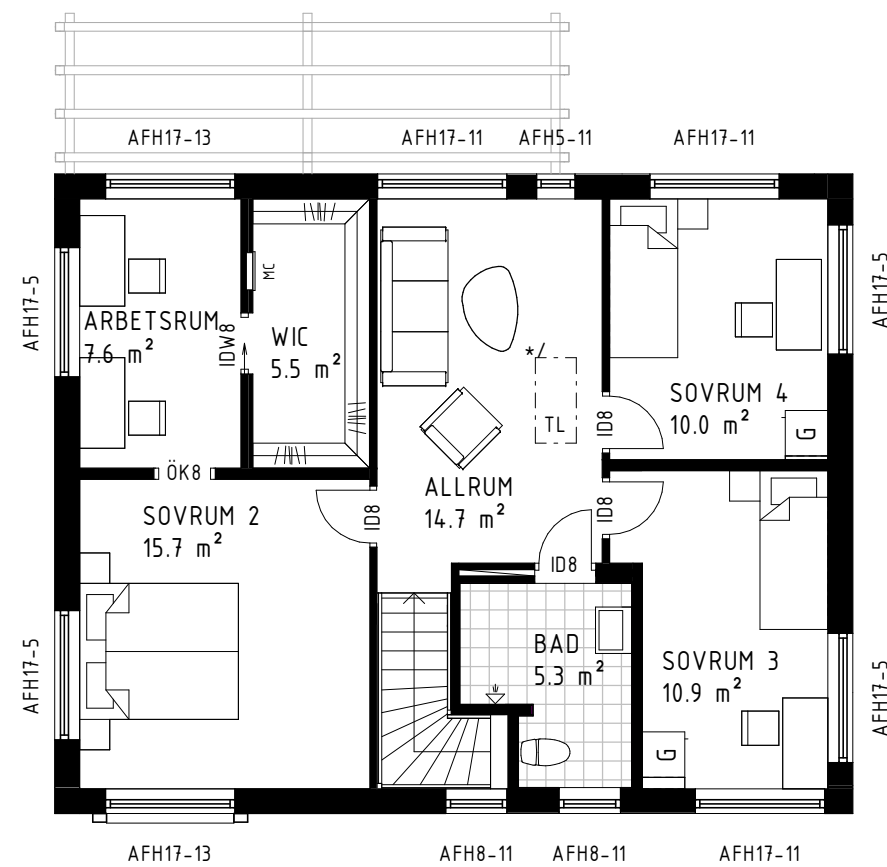 AFH17-13
AFH17-11
AFH5-11
AFH17-11
AFH17-5
AFH17-5
MC
ARBETSRUM
7.6 m²
IDW8
WIC
5.5 m²
*/
TL
ID8
SOVRUM 4
10.0 m²
G
ÖK8
ALLRUM
14.7 m²
SOVRUM 2
15.7 m²
ID8
ID8
ID8
BAD
5.3 m²
SOVRUM 3
10.9 m²
AFH17-5
AFH17-5
G
AFH17-13
AFH8-11
AFH8-11
AFH17-11